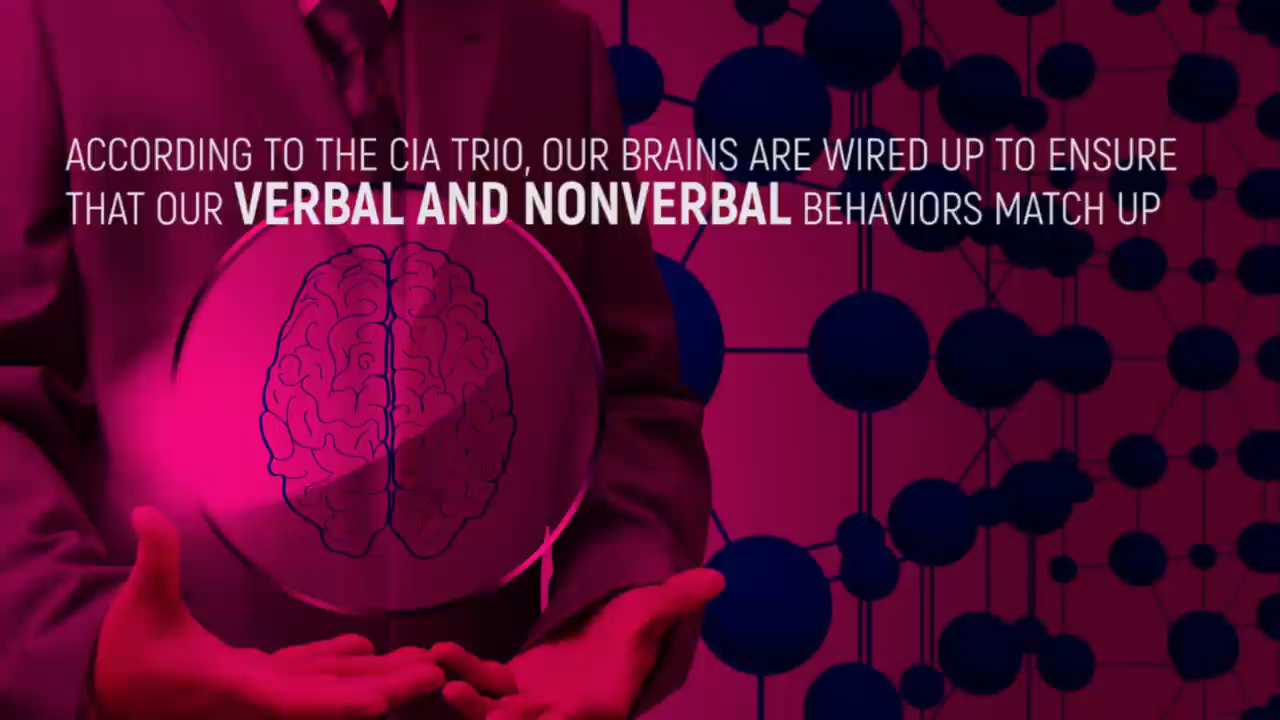 ACCORDING TO THE CIA TRIO, OUR BRAINS ARE WIRED UP TO ENSURE
THAT OUR VERBAL AND NONVERBAL BEHAVIORS MATCH UP